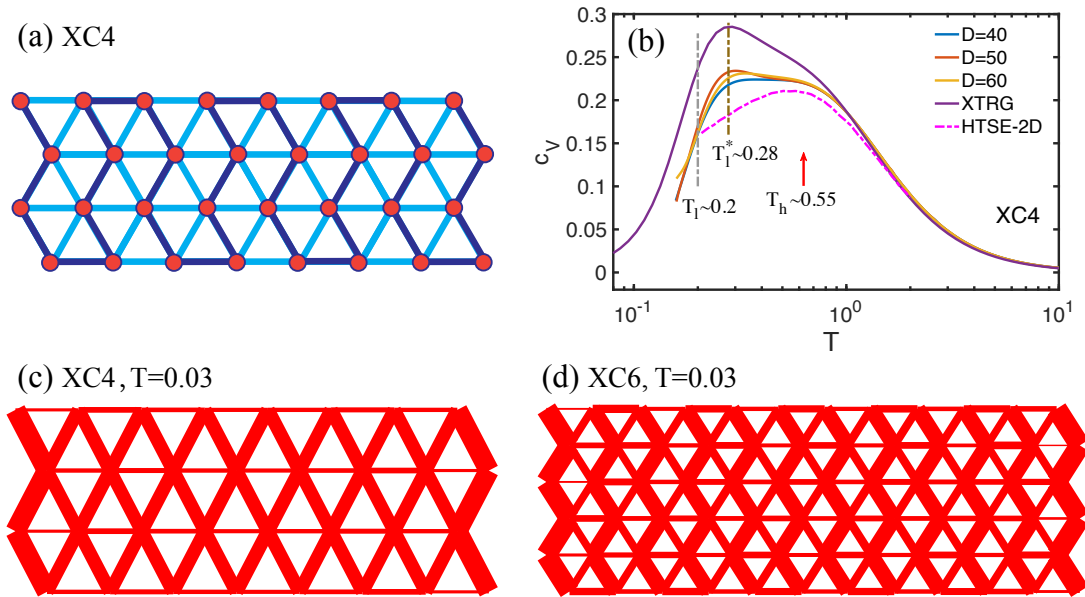 (a) XC4
(b)
c_V
0.3
0.25
0.2
0.15
0.1
0.05
0
D=40
D=50
D=60
XTRG
HTSE-2D
T_l^*~0.28
T_l~0.2
T_h~0.55
XC4
10^-1
10^0
10^1
T
(c) XC4, T=0.03
(d) XC6, T=0.03